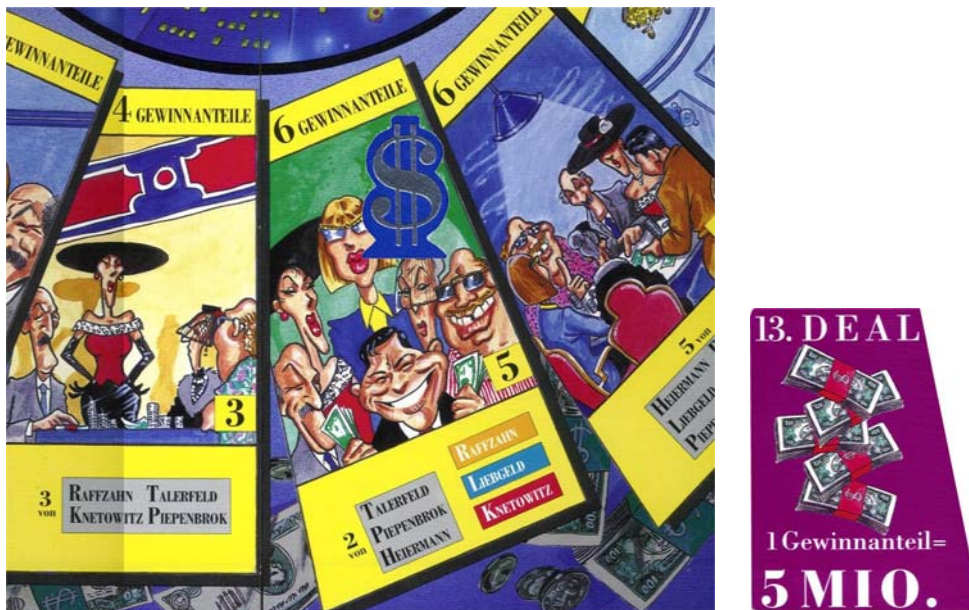 GEWINNANTEILE
4 GEWINNANTEILE
3
3 von
RAFFZAHN TALERFELD
KNETOWITZ PIEPENBROK
6 GEWINNANTEILE
$
5
RAFFZAHN
LIEBGELD
KNETOWITZ
2 von
TALERFELD
PIEPENBROK
HEIERMANN
6 GEWINNANTEILE
5 von
HEIERMANN
LIEBGELD
13. DEAL
1 Gewinnanteil=
5 MIO.